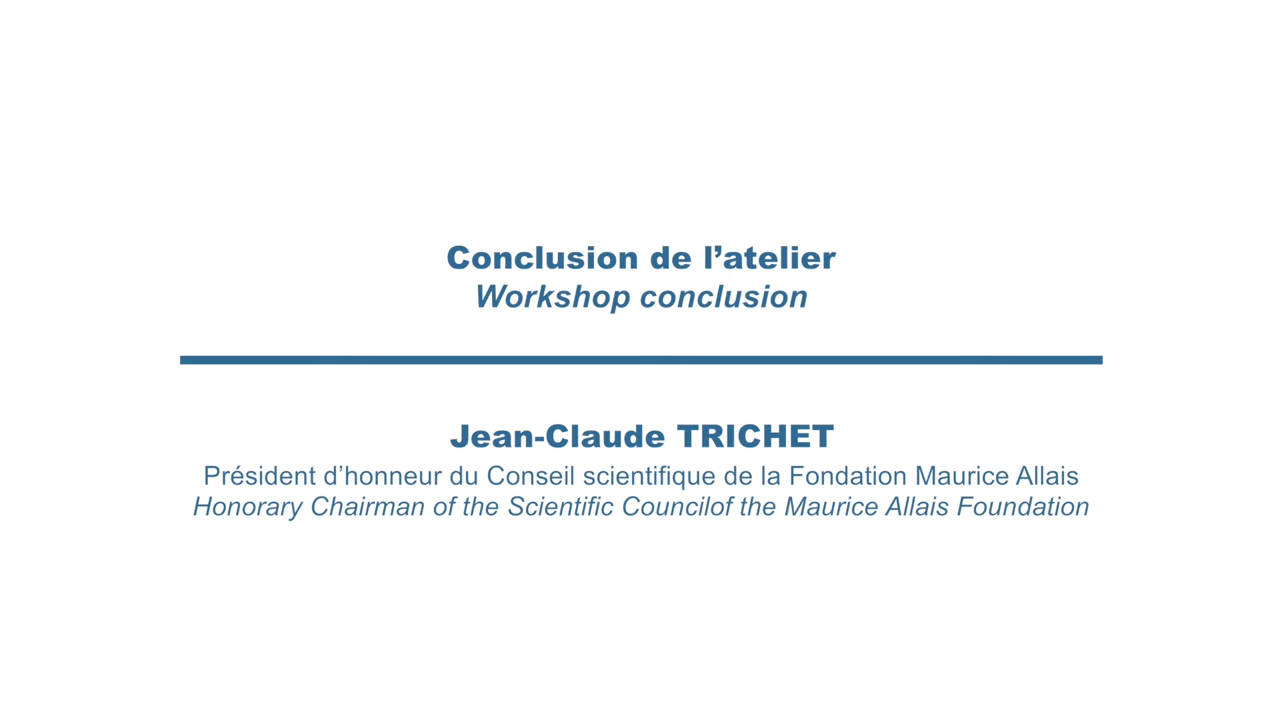 Conclusion de l’atelier
Workshop conclusion
Jean-Claude TRICHET
Président d’honneur du Conseil scientifique de la Fondation Maurice Allais
Honorary Chairman of the Scientific Councilof the Maurice Allais Foundation